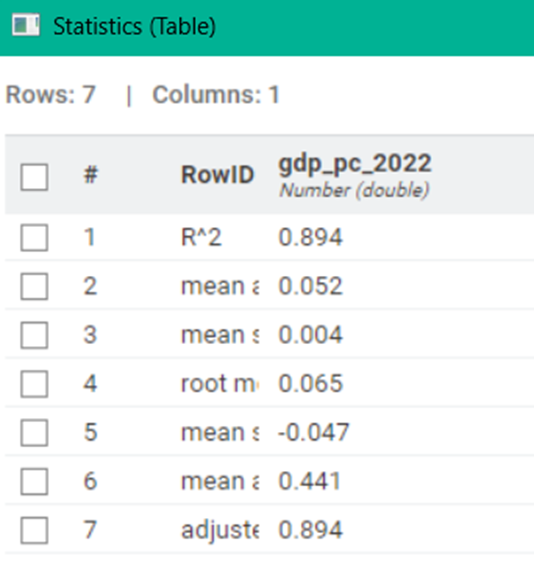 Statistics (Table)
Rows: 7 | Columns: 1
# RowID gdp_pc_2022
Number (double)
1 R^2 0.894
2 mean 0.052
3 mean 0.004
4 root 0.065
5 mean -0.047
6 mean 0.441
7 adjuste 0.894